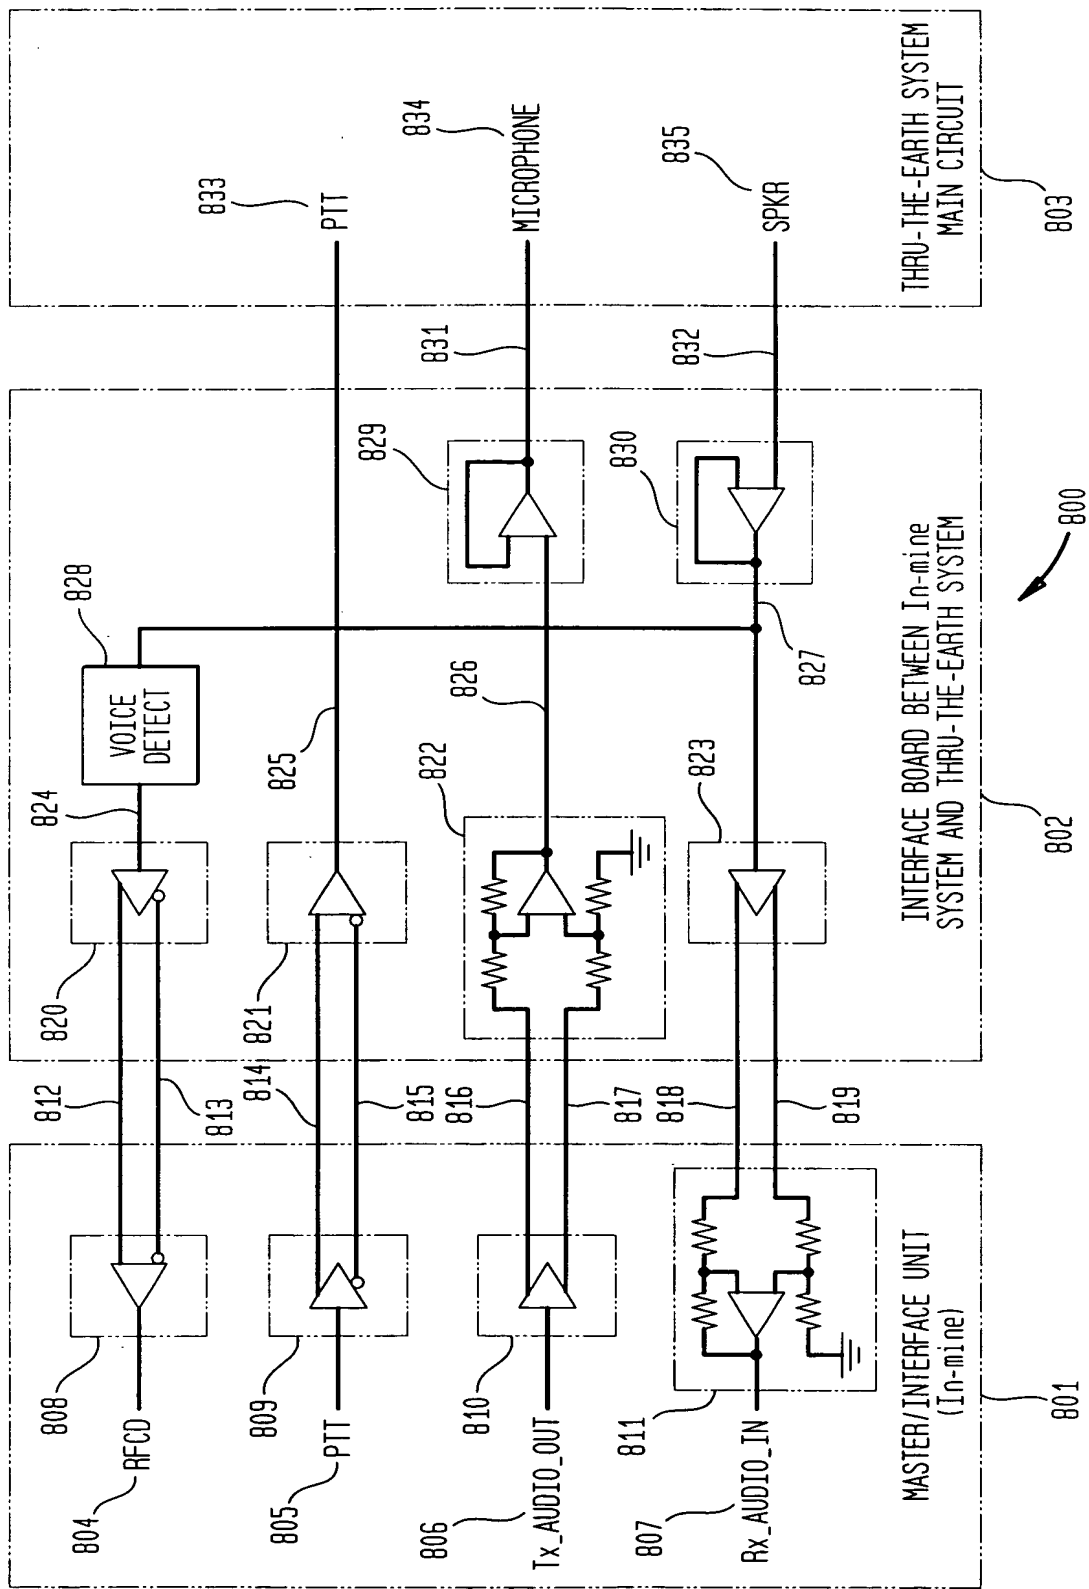 804
RFCD
808
812
813
820
824
VOICE
DETECT
828
805
PTT
809
814
815
821
825
PTT
833
806
Tx_AUDIO_OUT
810
816
817
822
826
829
831
MICROPHONE
834
807
Rx_AUDIO_IN
811
818
819
823
827
830
832
SPKR
835
MASTER/INTERFACE UNIT
(In-mine)
801
INTERFACE BOARD BETWEEN In-mine
SYSTEM AND THRU-THE-EARTH SYSTEM
802
THRU-THE-EARTH SYSTEM
MAIN CIRCUIT
803
800